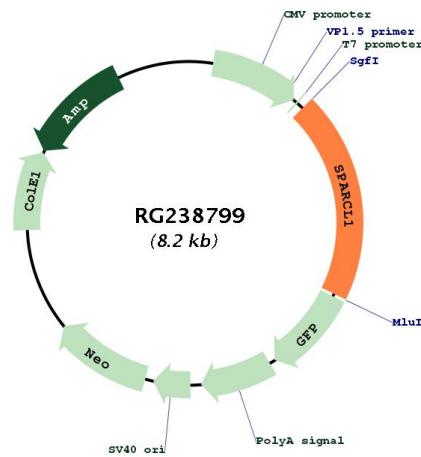 CMV promoter
VP1.5 primer
T7 promoter
SgfI
Amp
ColE1
SPARCL1
RG238799
(8.2 kb)
MluI
GFP
Neo
PolyA signal
SV40 ori